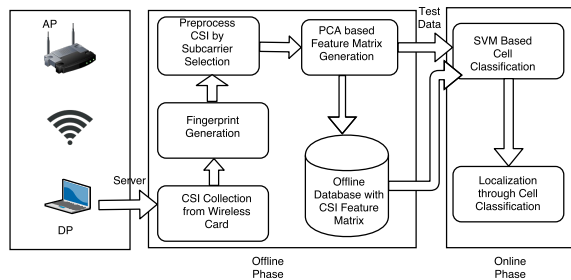 AP
DP
Server
Preprocess
CSI by
Subcarrier
Selection
Fingerprint
Generation
CSI Collection
from Wireless
Card
PCA based
Feature Matrix
Generation
Offline
Database with
CSI Feature
Matrix
Test
Data
SVM Based
Cell
Classification
Localization
through Cell
Classification
Offline
Phase
Online
Phase